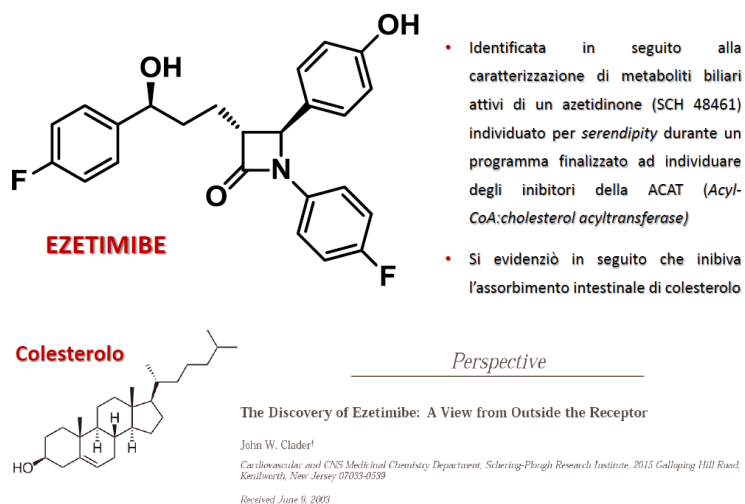 OH
OH
F
O
N
F
EZETIMIBE
• Identificata in seguito alla
caratterizzazione di metaboliti biliari
attivi di un azetidinone (SCH 48461)
individuato per serendipity durante un
programma finalizzato ad individuare
degli inibitori della ACAT (Acyl-
CoA:cholesterol acyltransferase)
• Si evidenziò in seguito che inibiva
l'assorbimento intestinale di colesterolo
Colesterolo
H
H
H
HO
Perspective
The Discovery of Ezetimibe: A View from Outside the Receptor
John W. Clader†
Cardiovascular and CNS Medicinal Chemistry Department, Schering-Plough Research Institute, 2015 Galloping Hill Road,
Kenilworth, New Jersey 07033-0539
Received June 9, 2003